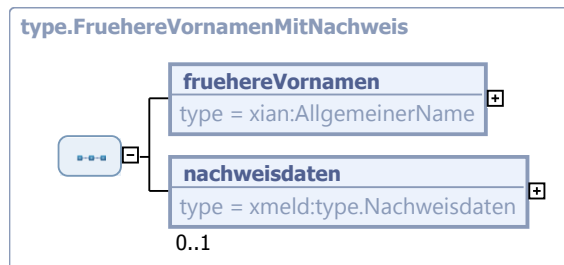 type.FruehereVornamenMitNachweis
fruehereVornamen
type = xian:AllgemeinerName
nachweisdaten
type = xmeld:type.Nachweisdaten
0..1